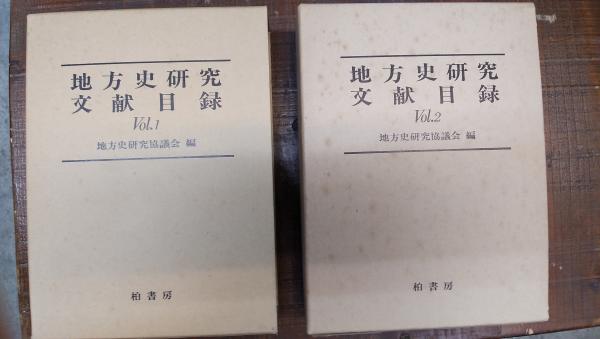 地方史研究
文献目録
Vol.1
地方史研究協議会 編
柏書房
地方史研究
文献目録
Vol.2
地方史研究協議会 編
柏書房